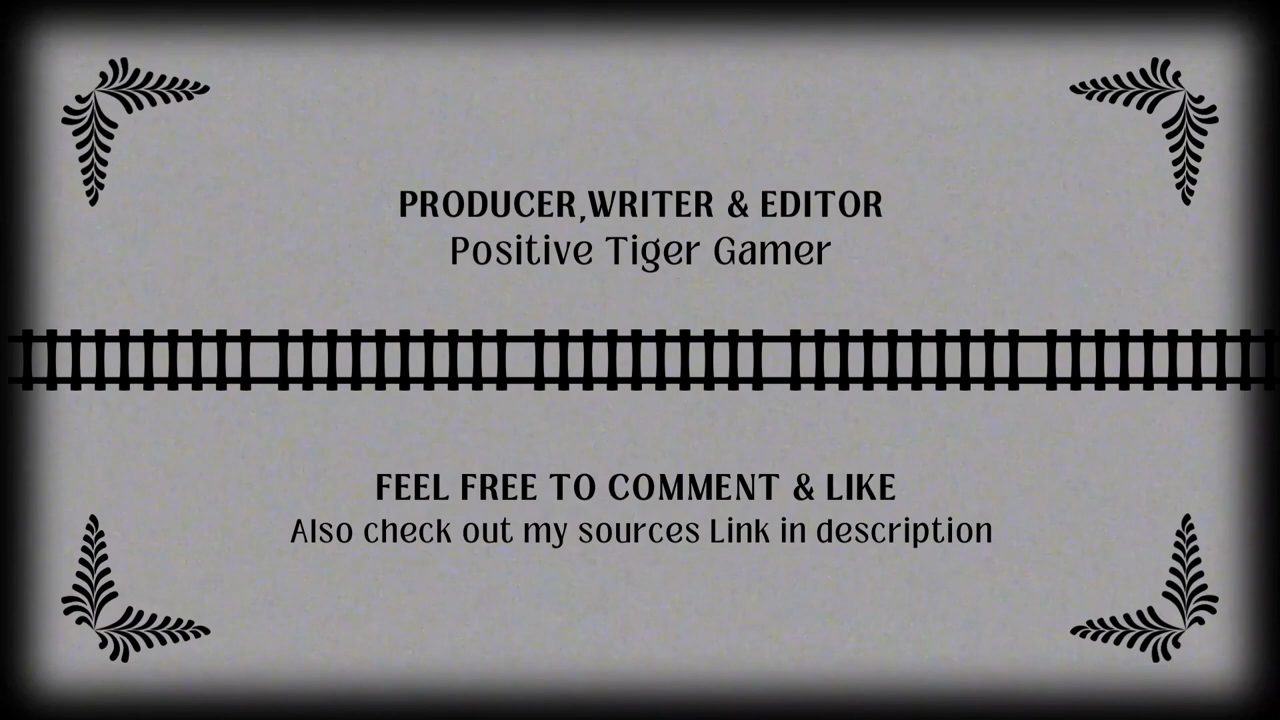 PRODUCER,WRITER & EDITOR
Positive Tiger Gamer
FEEL FREE TO COMMENT & LIKE
Also check out my sources Link in description